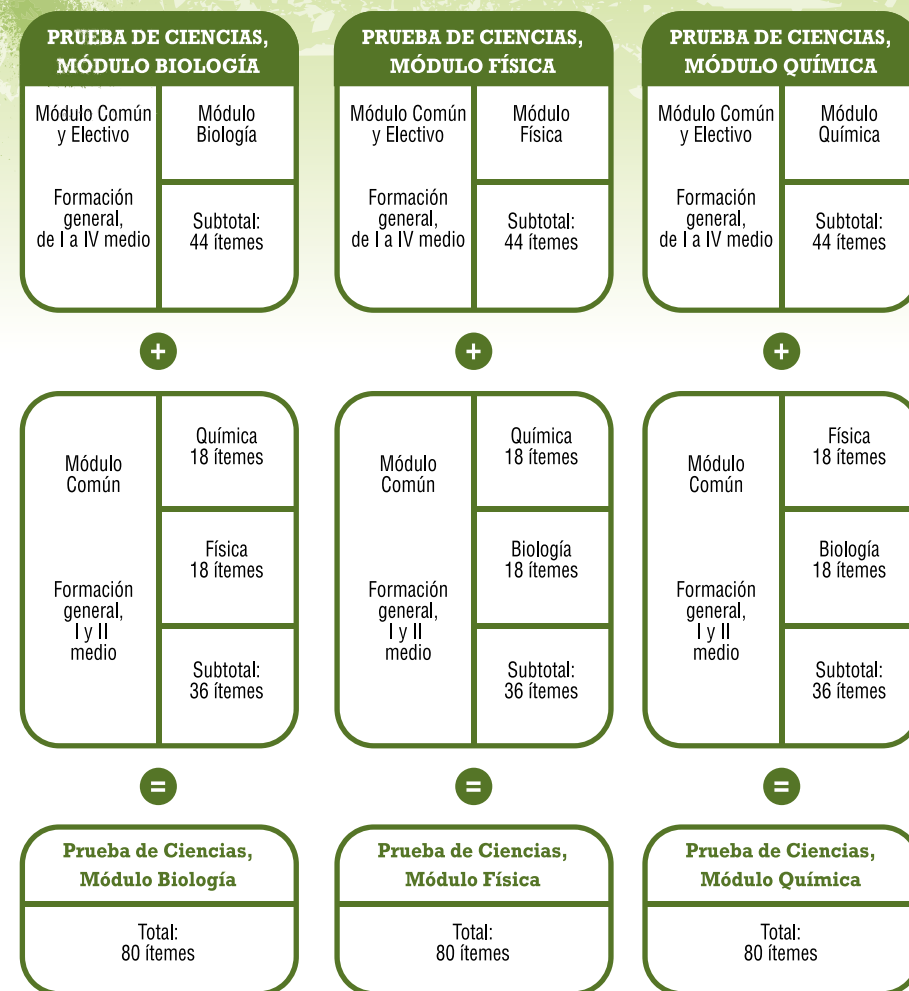 PRUEBA DE CIENCIAS,
MÓDULO BIOLOGÍA
Módulo Común
y Electivo
Formación
general,
de I a IV medio
Módulo
Biología
Subtotal:
44 ítemes
+
Módulo
Común
Formación
general,
I y II
medio
Química
18 ítemes
Física
18 ítemes
Subtotal:
36 ítemes
=
Prueba de Ciencias,
Módulo Biología
Total:
80 ítemes
PRUEBA DE CIENCIAS,
MÓDULO FÍSICA
Módulo Común
y Electivo
Formación
general,
de I a IV medio
Módulo
Física
Subtotal:
44 ítemes
+
Módulo
Común
Formación
general,
I y II
medio
Química
18 ítemes
Biología
18 ítemes
Subtotal:
36 ítemes
=
Prueba de Ciencias,
Módulo Física
Total:
80 ítemes
PRUEBA DE CIENCIAS,
MÓDULO QUÍMICA
Módulo Común
y Electivo
Formación
general,
de I a IV medio
Módulo
Química
Subtotal:
44 ítemes
+
Módulo
Común
Formación
general,
I y II
medio
Física
18 ítemes
Biología
18 ítemes
Subtotal:
36 ítemes
=
Prueba de Ciencias,
Módulo Química
Total:
80 ítemes